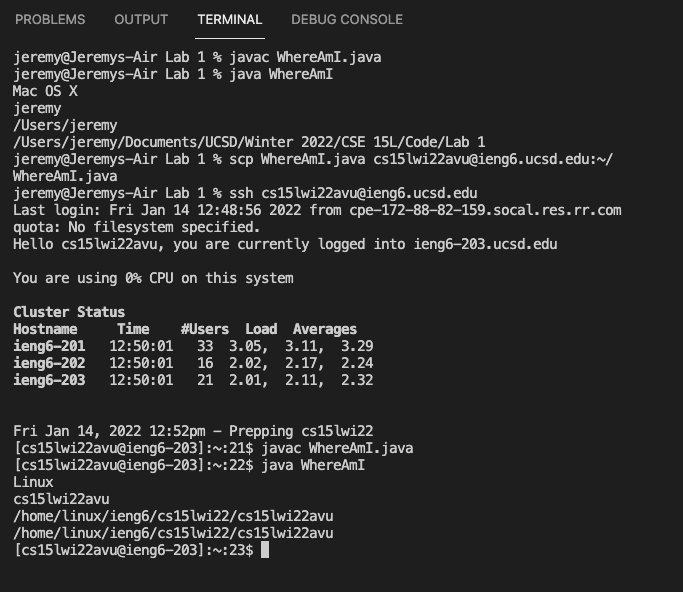 PROBLEMS OUTPUT TERMINAL DEBUG CONSOLE
jeremy@Jeremys-Air Lab 1 % javac WhereAmI.java
jeremy@Jeremys-Air Lab 1 % java WhereAmI
Mac OS X
jeremy
/Users/jeremy
/Users/jeremy/Documents/UCSD/Winter 2022/CSE 15L/Code/Lab 1
jeremy@Jeremys-Air Lab 1 % scp WhereAmI.java cs15lwi22avu@ieng6.ucsd.edu:~/
WhereAmI.java
jeremy@Jeremys-Air Lab 1 % ssh cs15lwi22avu@ieng6.ucsd.edu
Last login: Fri Jan 14 12:48:56 2022 from cpe-172-88-82-159.socal.res.rr.com
quota: No filesystem specified.
Hello cs15lwi22avu, you are currently logged into ieng6-203.ucsd.edu
You are using 0% CPU on this system
Cluster Status
Hostname Time #Users Load Averages
ieng6-201 12:50:01 33 3.05, 3.11, 3.29
ieng6-202 12:50:01 16 2.02, 2.17, 2.24
ieng6-203 12:50:01 21 2.01, 2.11, 2.32
Fri Jan 14, 2022 12:52pm - Prepping cs15lwi22
[cs15lwi22avu@ieng6-203]:~:21$ javac WhereAmI.java
[cs15lwi22avu@ieng6-203]:~:22$ java WhereAmI
Linux
cs15lwi22avu
/home/linux/ieng6/cs15lwi22/cs15lwi22avu
/home/linux/ieng6/cs15lwi22/cs15lwi22avu
[cs15lwi22avu@ieng6-203]:~:23$